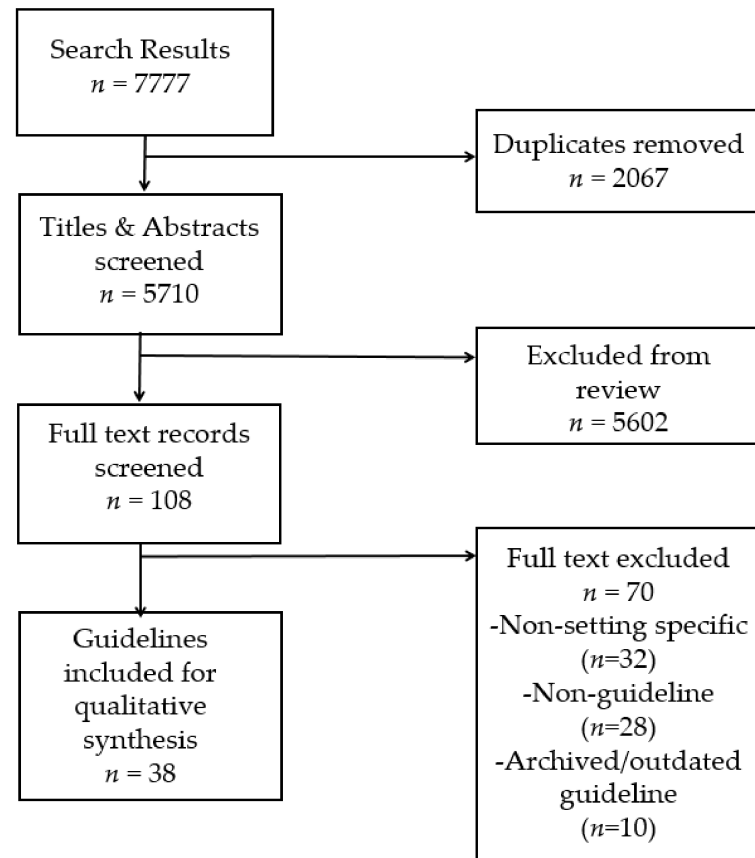 Search Results
n = 7777
Duplicates removed
n = 2067
Titles & Abstracts
screened
n = 5710
Excluded from
review
n = 5602
Full text records
screened
n = 108
Full text excluded
n = 70
-Non-setting specific
(n=32)
-Non-guideline
(n=28)
-Archived/outdated
guideline
(n=10)
Guidelines
included for
qualitative
synthesis
n = 38